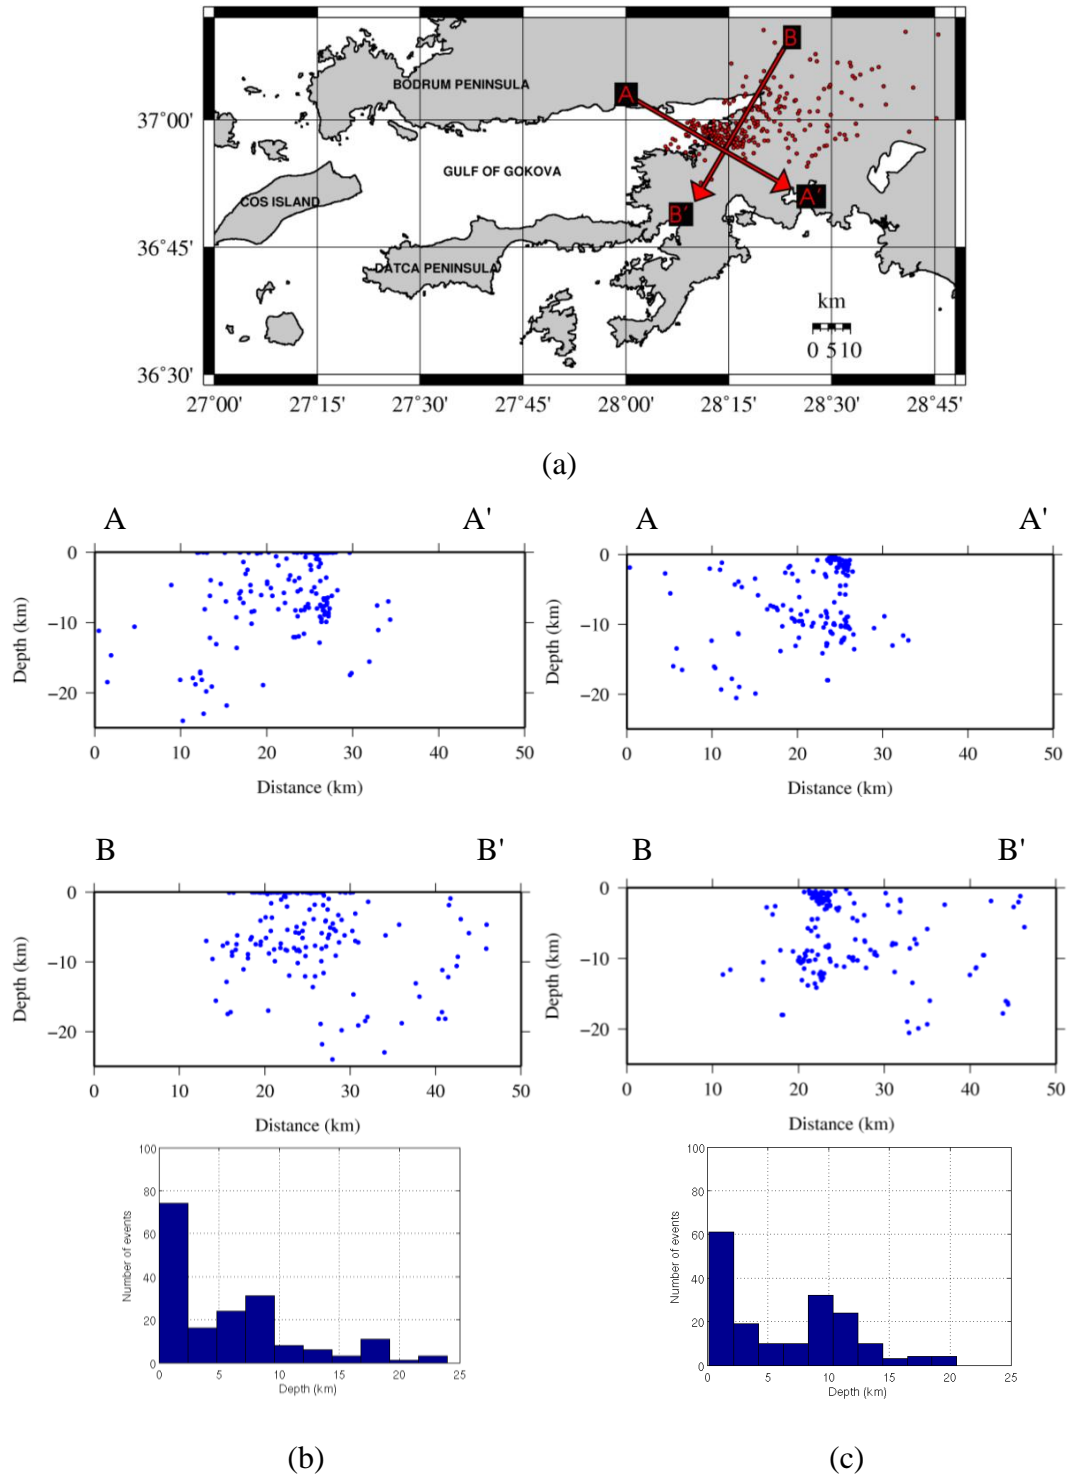 B
A
BODRUM PENINSULA
37°00'
GULF OF GOKOVA
COS ISLAND
A'
B'
36°45'
DATCA PENINSULA
km
0 5 10
36°30'
27°00' 27°15' 27°30' 27°45' 28°00' 28°15' 28°30' 28°45'
(a)
A A'
0
−10
−20
Depth (km)
0 10 20 30 40 50
Distance (km)
A A'
0
−10
−20
Depth (km)
0 10 20 30 40 50
Distance (km)
B B'
0
−10
−20
Depth (km)
0 10 20 30 40 50
Distance (km)
B B'
0
−10
−20
Depth (km)
0 10 20 30 40 50
Distance (km)
100
80
60
40
20
0
Number of events
0 5 10 15 20 25
Depth (km)
100
80
60
40
20
0
Number of events
0 5 10 15 20 25
Depth (km)
(b) (c)